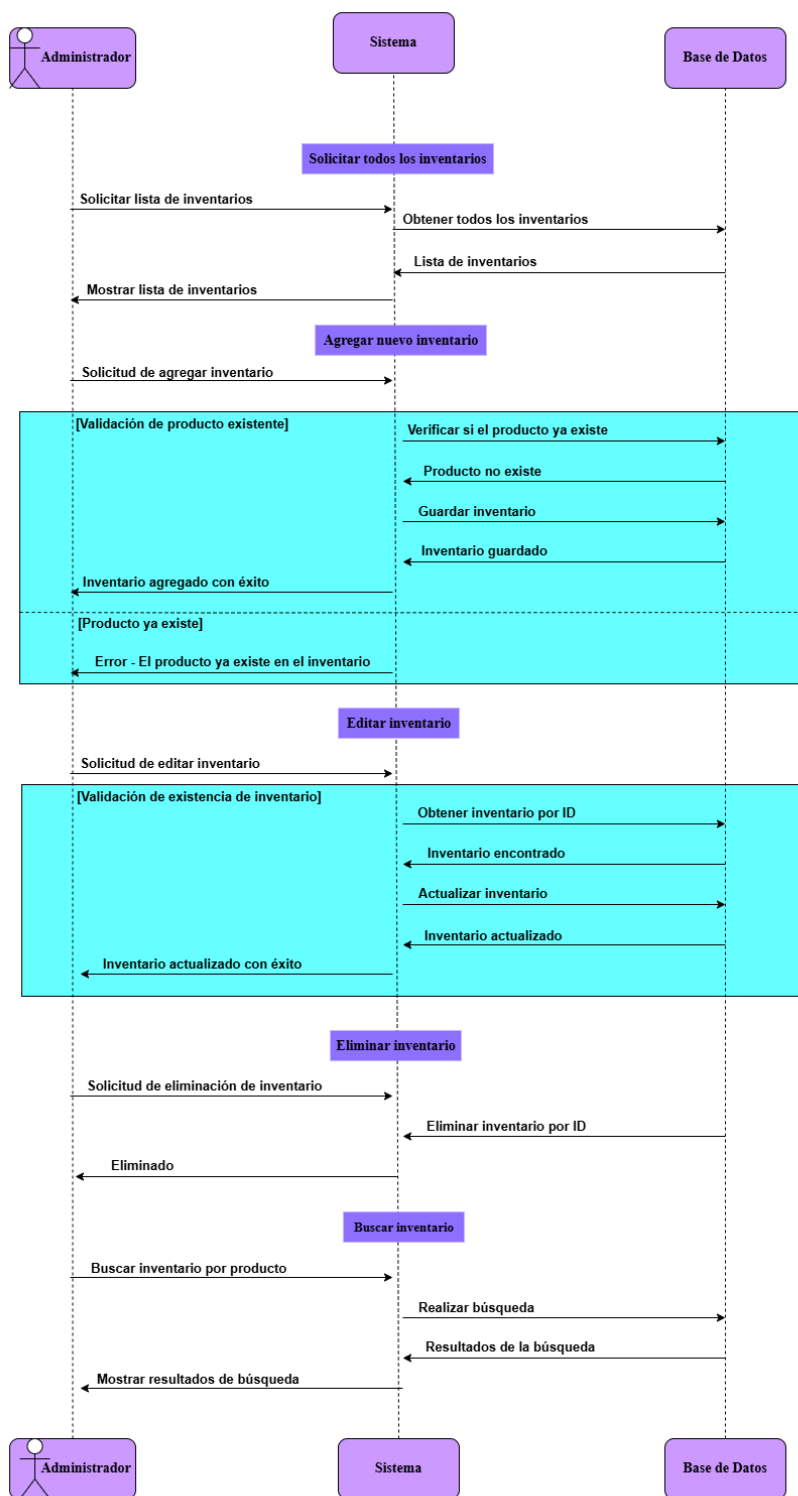 Administrador
Sistema
Base de Datos
Solicitar todos los inventarios
Solicitar lista de inventarios
Obtener todos los inventarios
Lista de inventarios
Mostrar lista de inventarios
Agregar nuevo inventario
Solicitud de agregar inventario
[Validación de producto existente]
Verificar si el producto ya existe
Producto no existe
Guardar inventario
Inventario guardado
Inventario agregado con éxito
[Producto ya existe]
Error - El producto ya existe en el inventario
Editar inventario
Solicitud de editar inventario
[Validación de existencia de inventario]
Obtener inventario por ID
Inventario encontrado
Actualizar inventario
Inventario actualizado
Inventario actualizado con éxito
Eliminar inventario
Solicitud de eliminación de inventario
Eliminar inventario por ID
Eliminado
Buscar inventario
Buscar inventario por producto
Realizar búsqueda
Resultados de la búsqueda
Mostrar resultados de búsqueda
Administrador
Sistema
Base de Datos